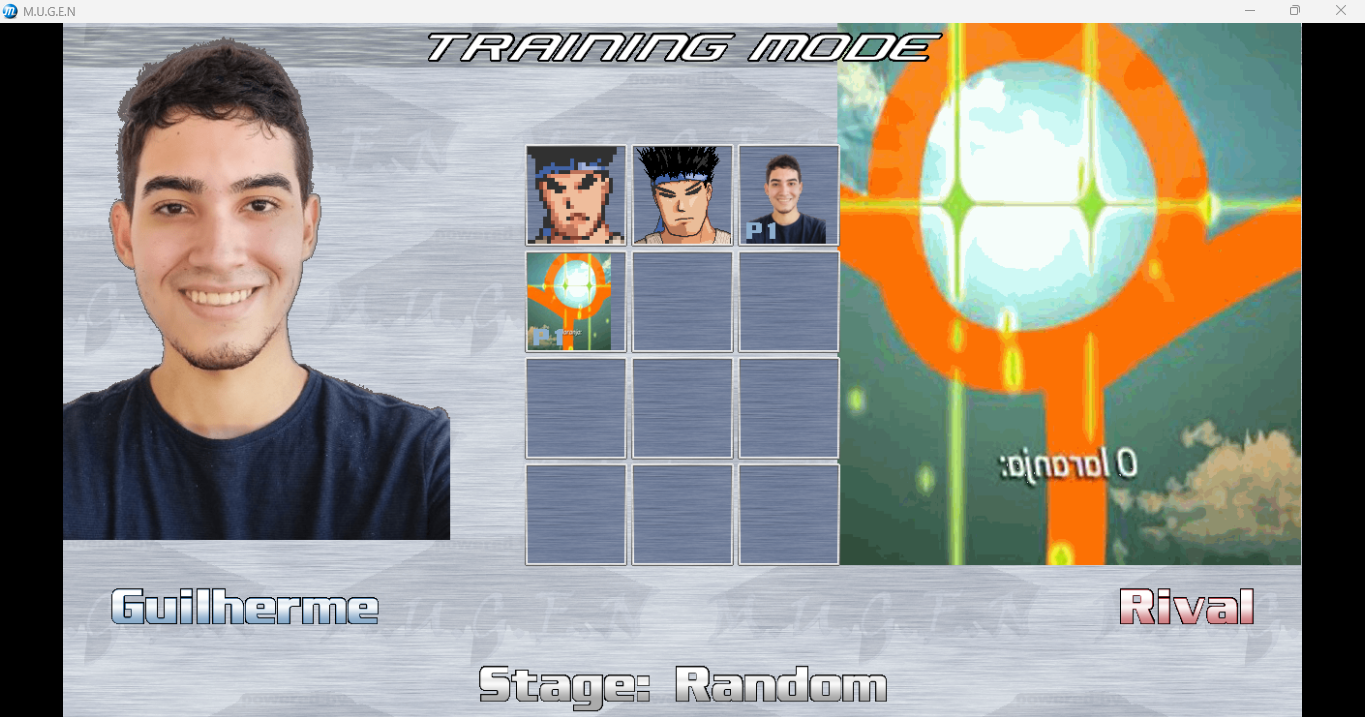 M.U.G.E.N
TRAINING MODE
P1
O laranja:
Guilherme
Rival
Stage: Random